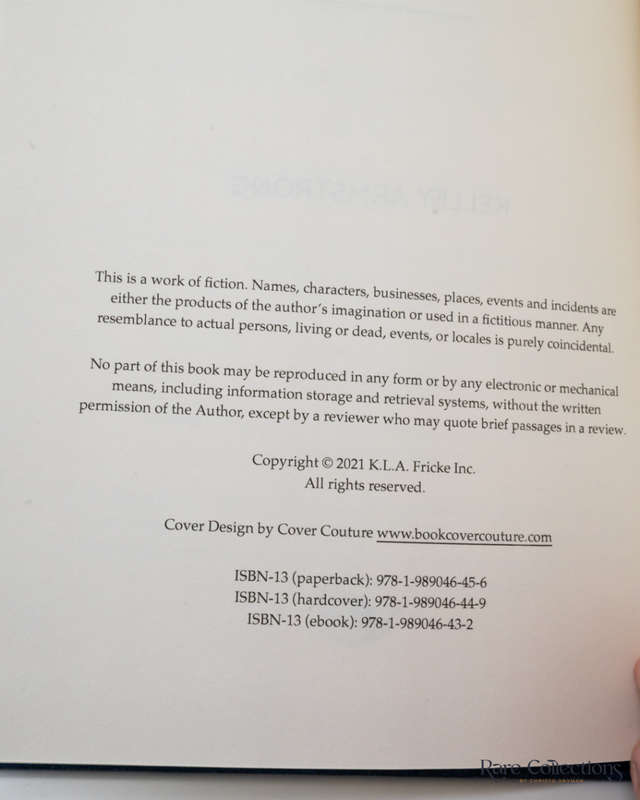 KELLEY ARMSTRONG
This is a work of fiction. Names, characters, businesses, places, events and incidents are
either the products of the author's imagination or used in a fictitious manner. Any
resemblance to actual persons, living or dead, events, or locales is purely coincidental.
No part of this book may be reproduced in any form or by any electronic or mechanical
means, including information storage and retrieval systems, without the written
permission of the Author, except by a reviewer who may quote brief passages in a review.
Copyright © 2021 K.L.A. Fricke Inc.
All rights reserved.
Cover Design by Cover Couture www.bookcovercouture.com
ISBN-13 (paperback): 978-1-989046-45-6
ISBN-13 (hardcover): 978-1-989046-44-9
ISBN-13 (ebook): 978-1-989046-43-2
Rare Collections